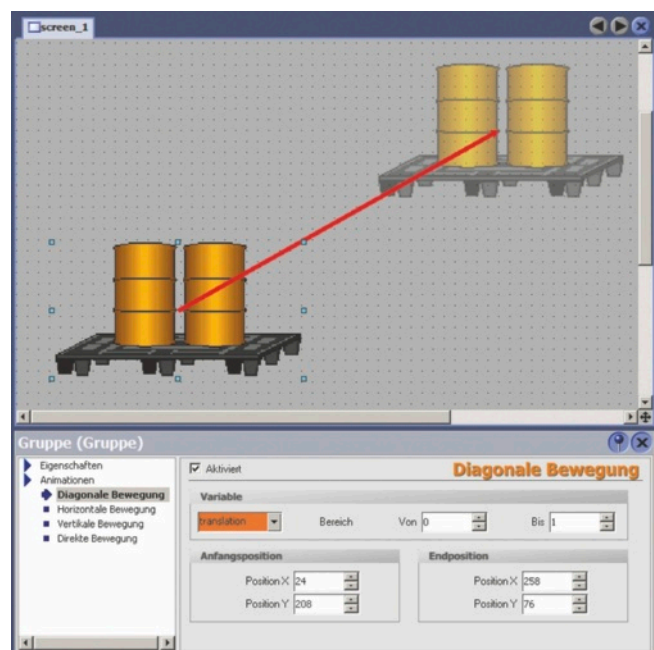 screen_1
Gruppe (Gruppe)
Eigenschaften
Animationen
Diagonale Bewegung
Horizontale Bewegung
Vertikale Bewegung
Direkte Bewegung
Aktiviert
Diagonale Bewegung
Variable
translation Bereich Von 0 Bis 1
Anfangsposition
Position X 24
Position Y 208
Endposition
Position X 258
Position Y 76